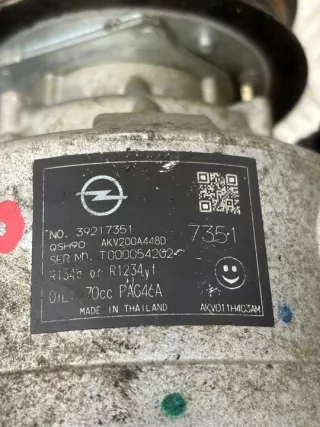 NO. 39217351
7351
QSH90 AKV200A448D
SER NO. T000054202
R134a or R1234yf
OIL: 70cc PAG46A
MADE IN THAILAND
AKV011H403AM